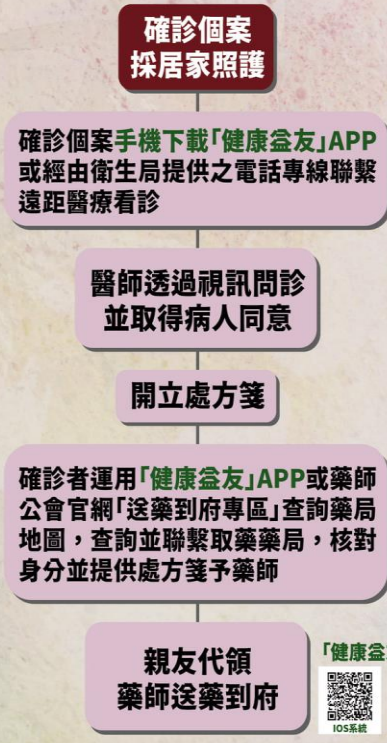 確診個案
採居家照護
確診個案手機下載「健康益友」APP
或經由衛生局提供之電話專線聯繫
遠距醫療看診
醫師透過視訊問診
並取得病人同意
開立處方箋
確診者運用「健康益友」APP或藥師
公會官網「送藥到府專區」查詢藥局
地圖，查詢並聯繫取藥藥局，核對
身分並提供處方箋予藥師
親友代領
藥師送藥到府
「健康益
IOS系統